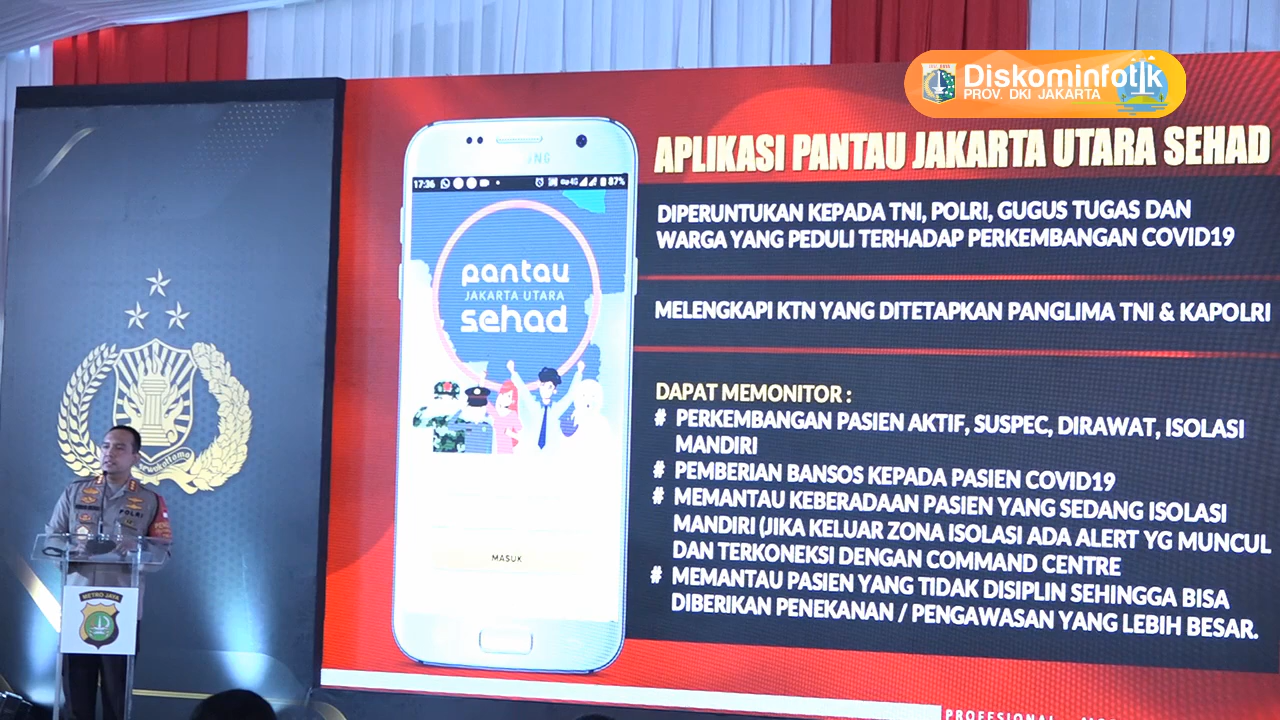 Diskominfotik
PROV. DKI JAKARTA
APLIKASI PANTAU JAKARTA UTARA SEHAD
DIPERUNTUKAN KEPADA TNI, POLRI, GUGUS TUGAS DAN
WARGA YANG PEDULI TERHADAP PERKEMBANGAN COVID19
MELENGKAPI KTN YANG DITETAPKAN PANGLIMA TNI & KAPOLRI
DAPAT MEMONITOR :
# PERKEMBANGAN PASIEN AKTIF, SUSPEC, DIRAWAT, ISOLASI
MANDIRI
# PEMBERIAN BANSOS KEPADA PASIEN COVID19
# MEMANTAU KEBERADAAN PASIEN YANG SEDANG ISOLASI
MANDIRI (JIKA KELUAR ZONA ISOLASI ADA ALERT YG MUNCUL
DAN TERKONEKSI DENGAN COMMAND CENTRE
# MEMANTAU PASIEN YANG TIDAK DISIPLIN SEHINGGA BISA
DIBERIKAN PENEKANAN / PENGAWASAN YANG LEBIH BESAR.
17:36
4G
87%
pantau
JAKARTA UTARA
sehad
MASUK
POLRI
METRO JAYA
PROFESIONAL